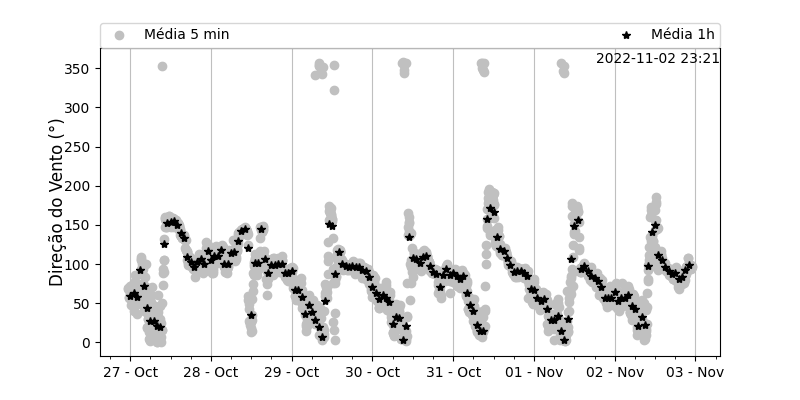 Média 5 min
Média 1h
2022-11-02 23:21
Direção do Vento (°)
350
300
250
200
150
100
50
0
27 - Oct
28 - Oct
29 - Oct
30 - Oct
31 - Oct
01 - Nov
02 - Nov
03 - Nov